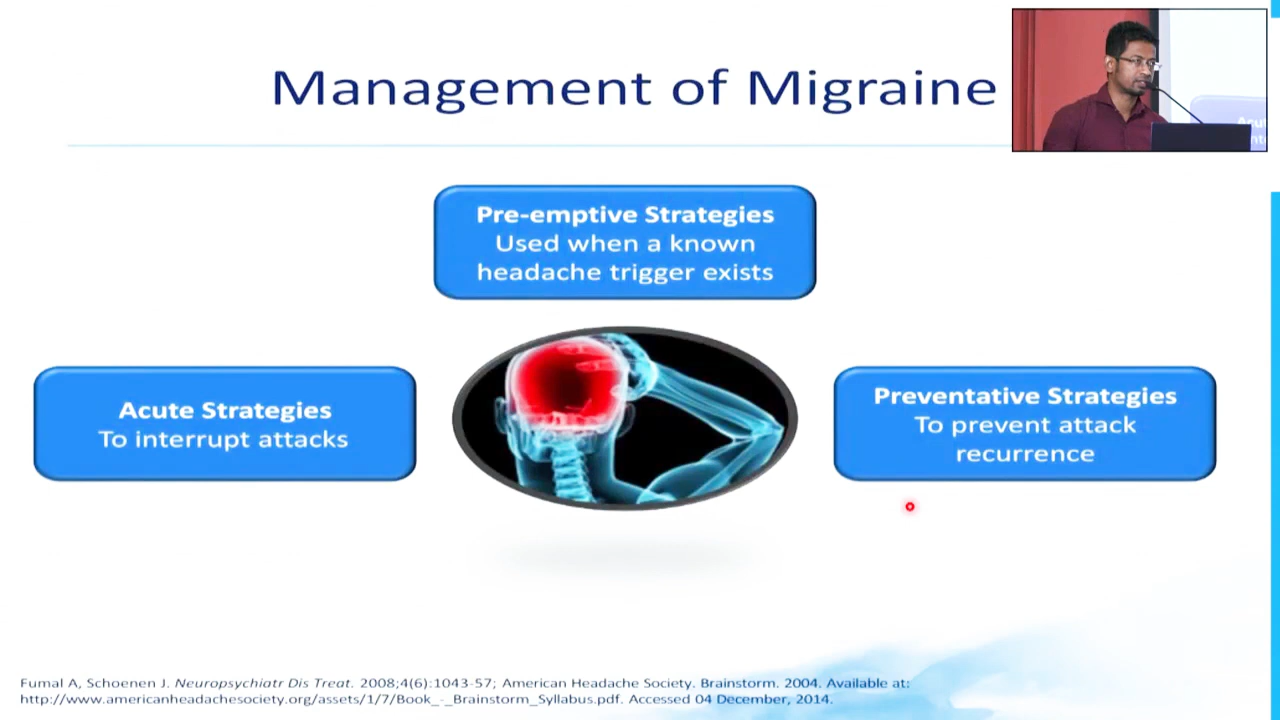 Management of Migraine
Pre-emptive Strategies
Used when a known
headache trigger exists
Acute Strategies
To interrupt attacks
Preventative Strategies
To prevent attack
recurrence
Fumal A, Schoenen J. Neuropsychiatr Dis Treat. 2008;4(6):1043-57; American Headache Society. Brainstorm. 2004. Available at:
http://www.americanheadachesociety.org/assets/1/7/Book_-_Brainstorm_Syllabus.pdf. Accessed 04 December, 2014.